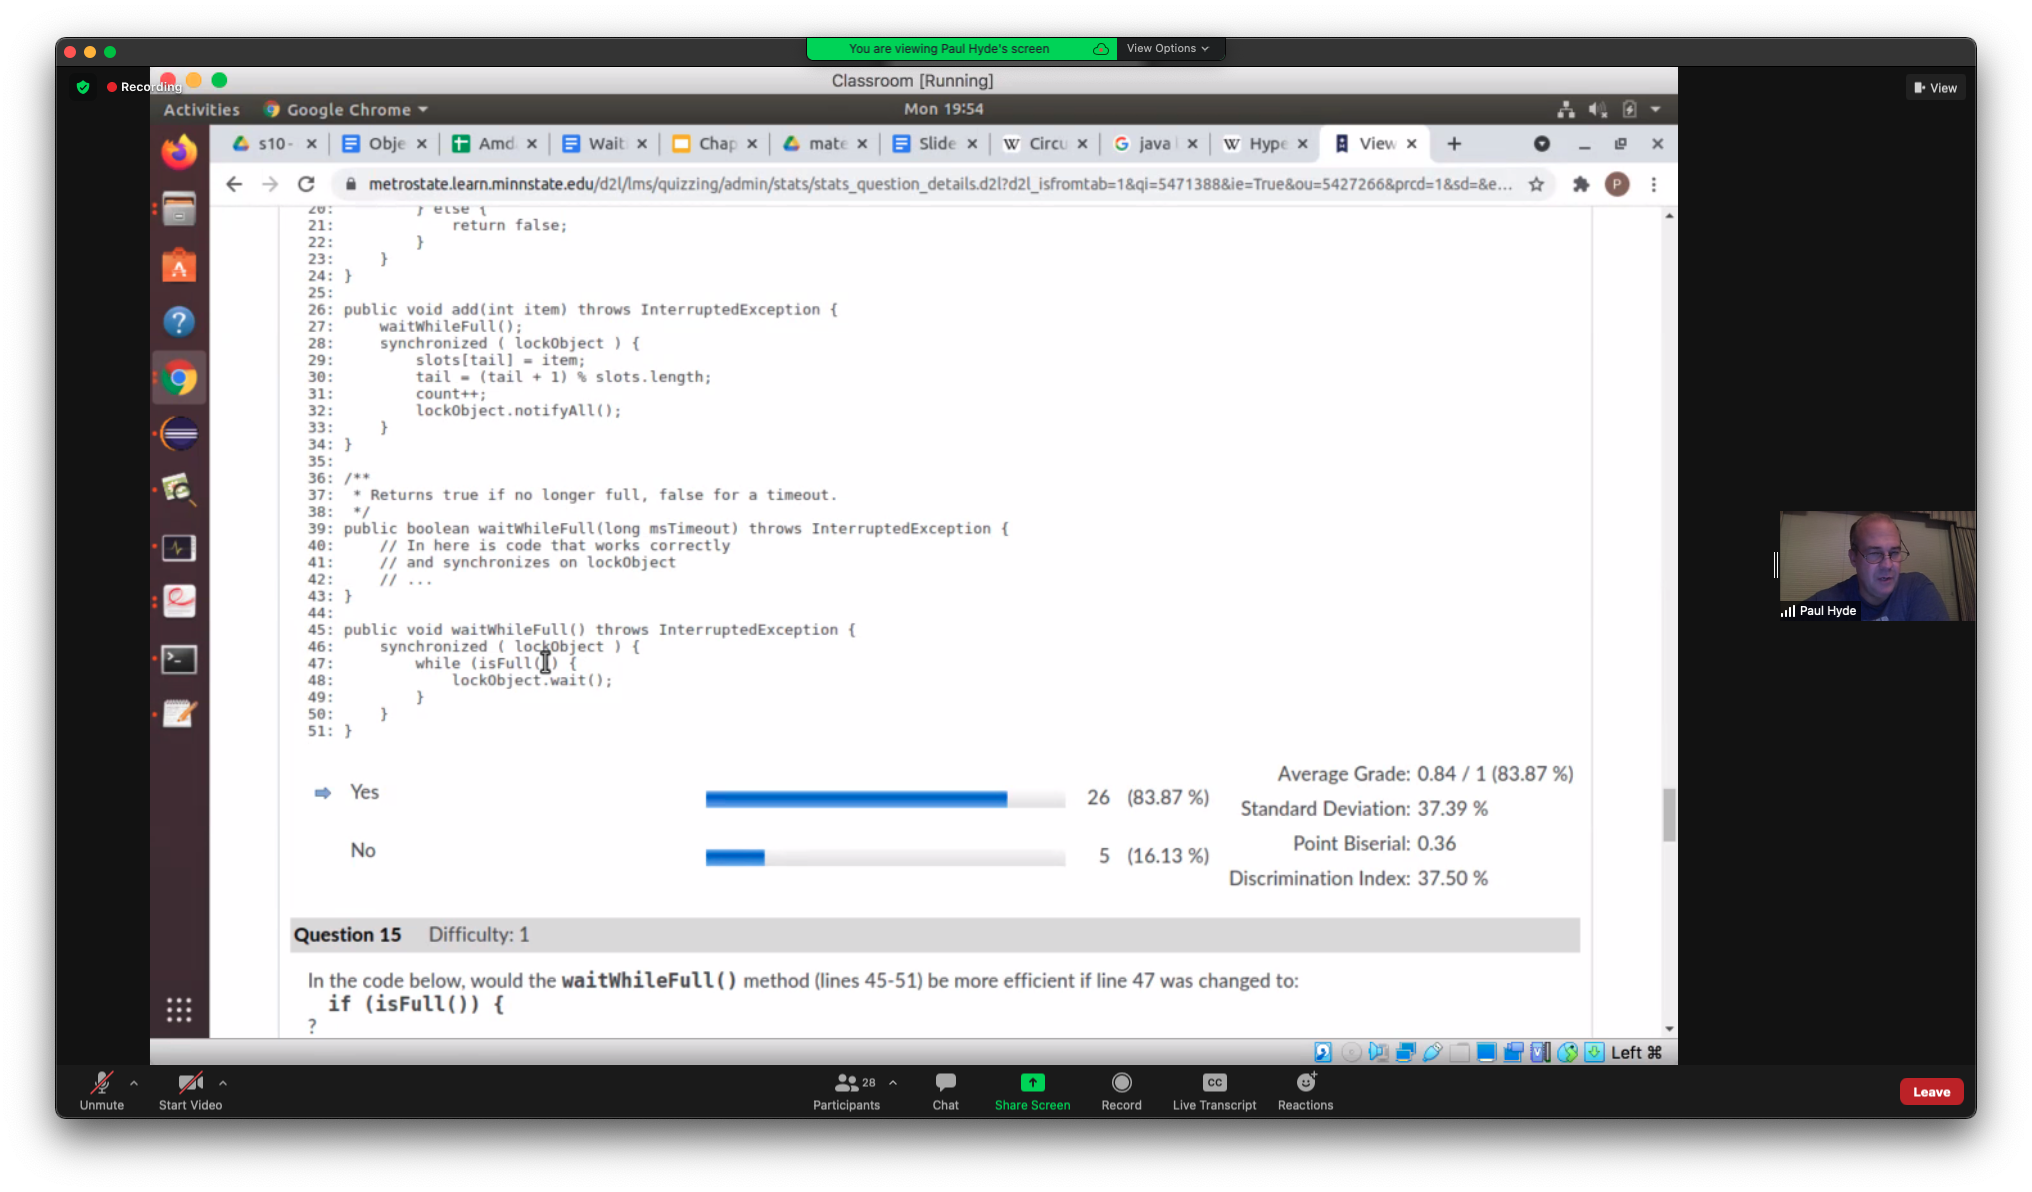 You are viewing Paul Hyde's screen
View Options
Recording
Classroom [Running]
View
Activities
Google Chrome
Mon 19:54
s10-
Obje
Amd
Wait
Chap
mate
Slide
Circu
java
Hype
View
metrostate.learn.minnstate.edu/d2l/lms/quizzing/admin/stats/stats_question_details.d2l?d2l_isfromtab=1&qi=5471388&ie=True&ou=5427266&prcd=1&sd=&e...
P
20:         } else {
21:             return false;
22:         }
23:     }
24: }
25:
26: public void add(int item) throws InterruptedException {
27:     waitWhileFull();
28:     synchronized ( lockObject ) {
29:         slots[tail] = item;
30:         tail = (tail + 1) % slots.length;
31:         count++;
32:         lockObject.notifyAll();
33:     }
34: }
35:
36: /**
37:  * Returns true if no longer full, false for a timeout.
38:  */
39: public boolean waitWhileFull(long msTimeout) throws InterruptedException {
40:     // In here is code that works correctly
41:     // and synchronizes on lockObject
42:     // ...
43: }
44:
45: public void waitWhileFull() throws InterruptedException {
46:     synchronized ( lockObject ) {
47:         while (isFull()) {
48:             lockObject.wait();
49:         }
50:     }
51: }
Yes
26 (83.87 %)
No
5 (16.13 %)
Average Grade: 0.84 / 1 (83.87 %)
Standard Deviation: 37.39 %
Point Biserial: 0.36
Discrimination Index: 37.50 %
Question 15 Difficulty: 1
In the code below, would the waitWhileFull() method (lines 45-51) be more efficient if line 47 was changed to:
if (isFull()) {
?
Paul Hyde
Left ⌘
Unmute
Start Video
28
Participants
Chat
Share Screen
Record
CC
Live Transcript
Reactions
Leave